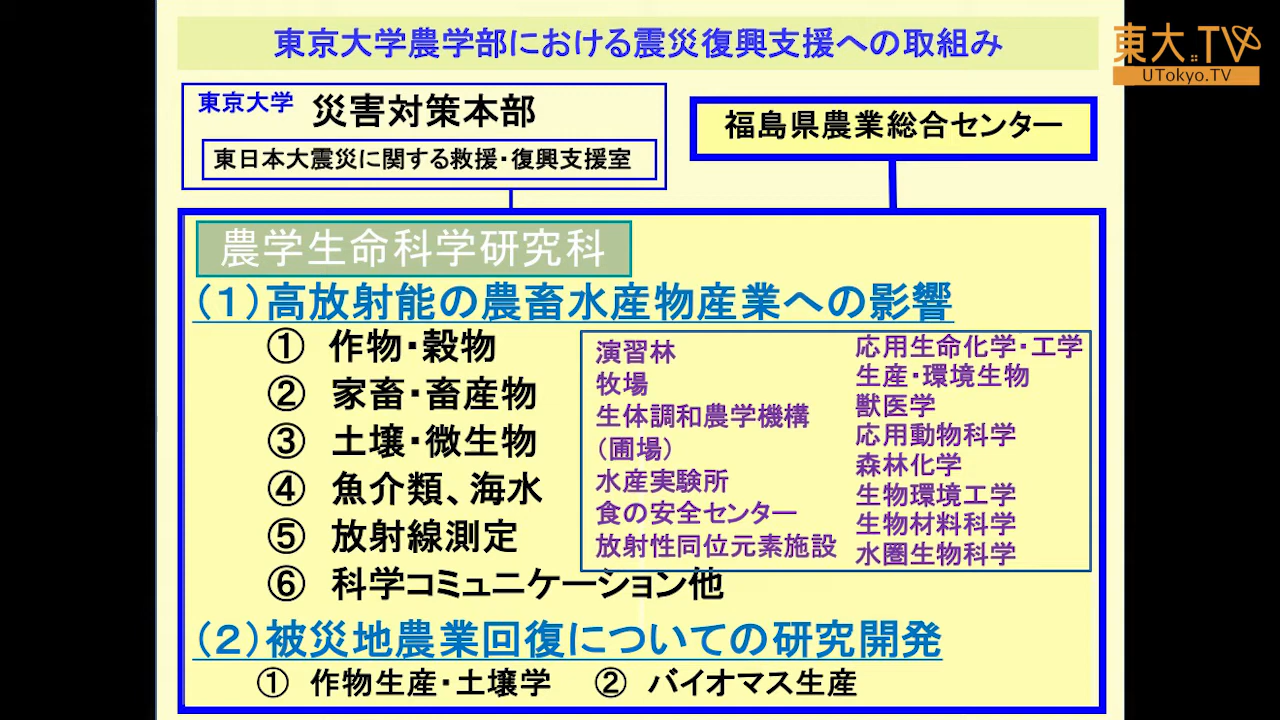 東京大学農学部における震災復興支援への取組み
東大.TV
UTokyo.TV
東京大学 災害対策本部
東日本大震災に関する救援・復興支援室
福島県農業総合センター
農学生命科学研究科
（１）高放射能の農畜水産物産業への影響
① 作物・穀物
② 家畜・畜産物
③ 土壌・微生物
④ 魚介類、海水
⑤ 放射線測定
⑥ 科学コミュニケーション他
演習林
牧場
生体調和農学機構
（圃場）
水産実験所
食の安全センター
放射性同位元素施設
応用生命化学・工学
生産・環境生物
獣医学
応用動物科学
森林化学
生物環境工学
生物材料科学
水圏生物科学
（２）被災地農業回復についての研究開発
① 作物生産・土壌学 ② バイオマス生産